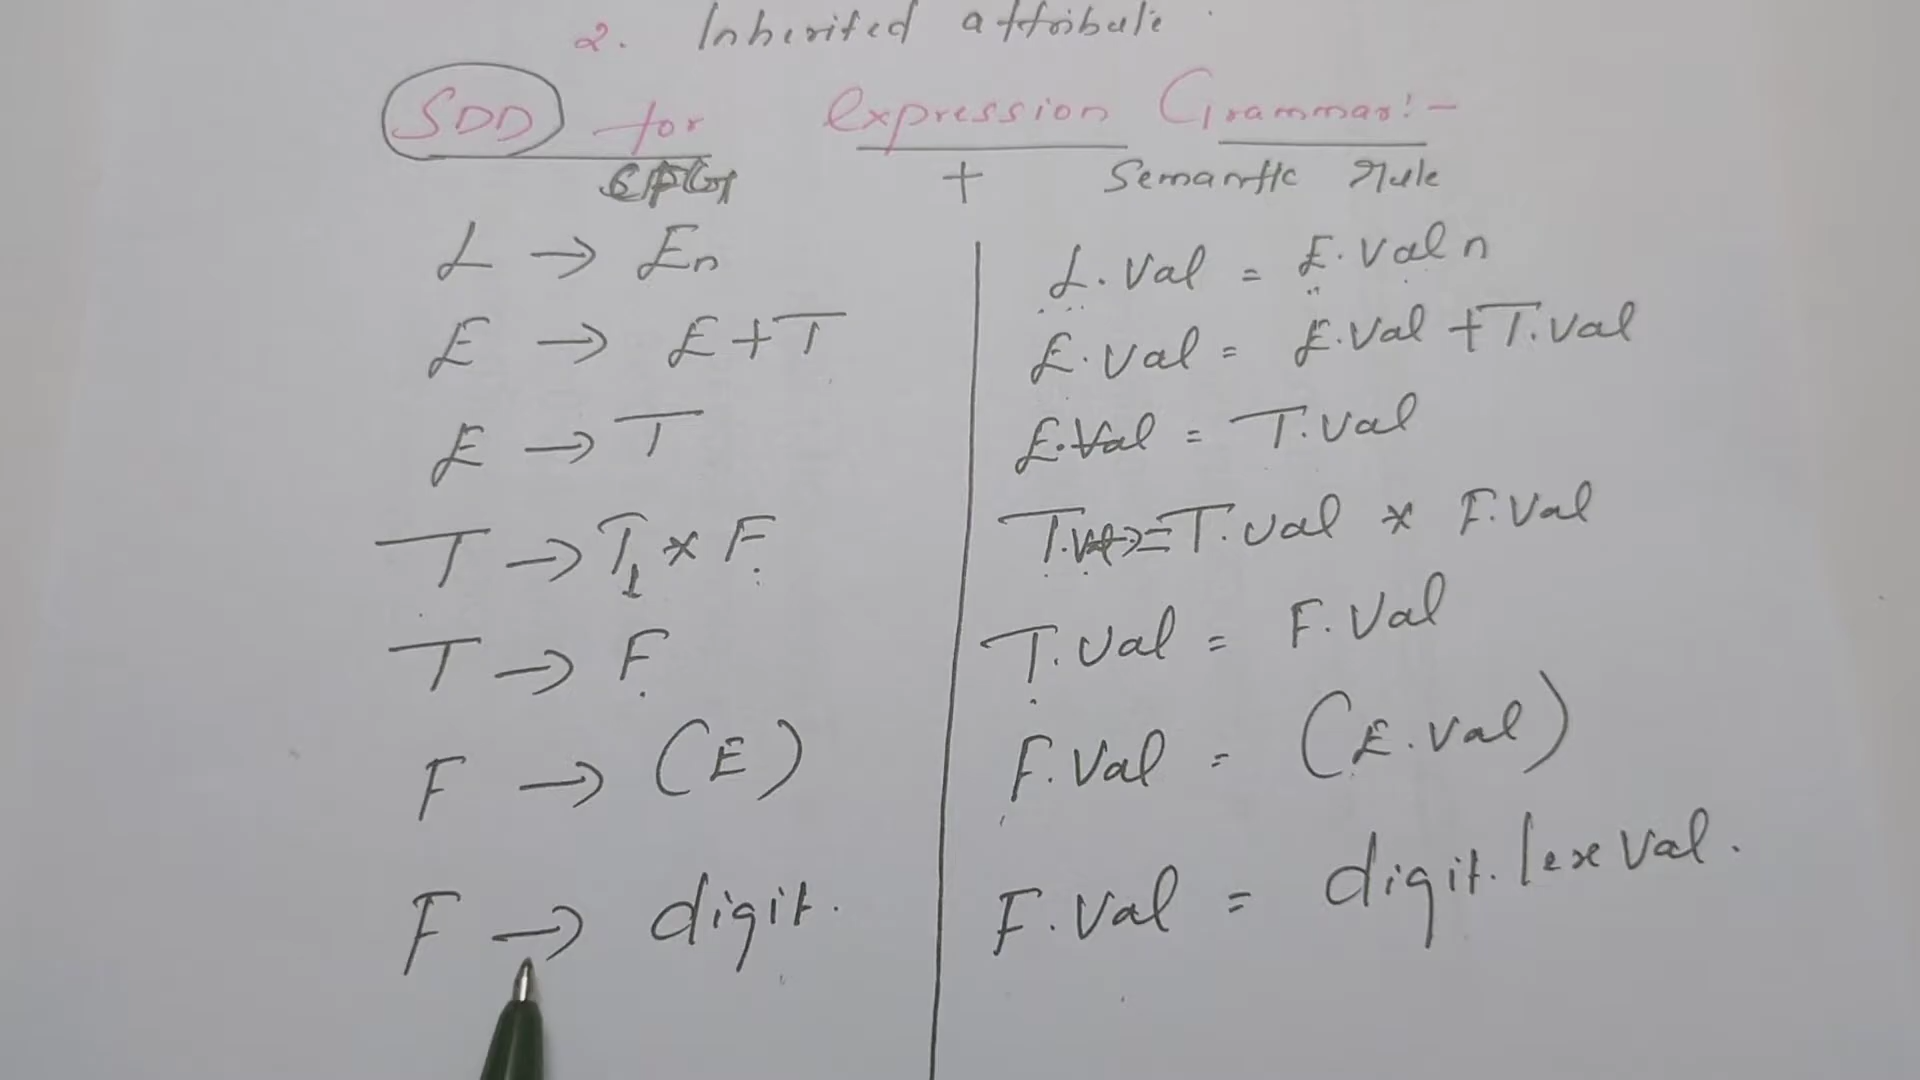 2. Inherited attribute.
SDD for expression Grammar:-
CFG + Semantic rule
L → En L.val = E.val n
E → E+T E.val = E.val + T.val
E → T E.val = T.val
T → T1 * F T.val = T.val * F.val
T → F T.val = F.val
F → (E) F.val = (E.val)
F → digit. F.val = digit.lexval.